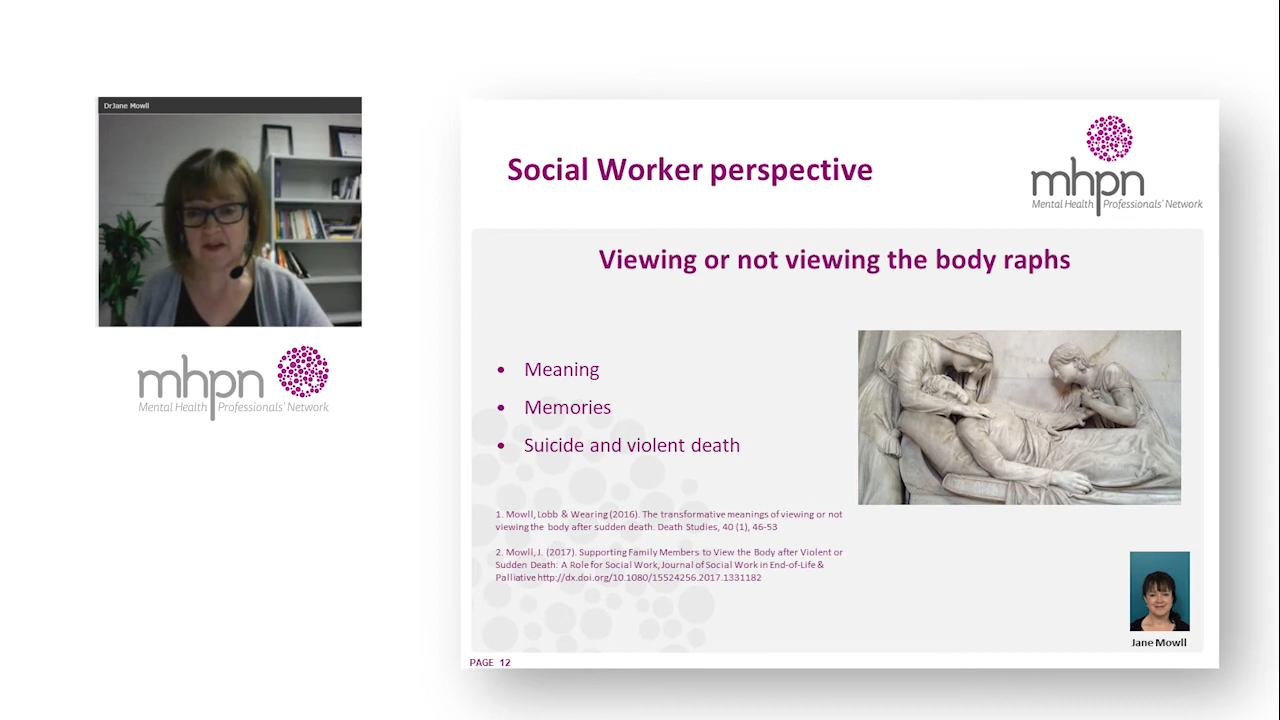 DrJane Mowll
mhpn
Mental Health Professionals' Network
Social Worker perspective
mhpn
Mental Health Professionals' Network
Viewing or not viewing the body raphs
• Meaning
• Memories
• Suicide and violent death
1. Mowll, Lobb & Wearing (2016). The transformative meanings of viewing or not
viewing the body after sudden death. Death Studies, 40 (1), 46-53
2. Mowll, J. (2017). Supporting Family Members to View the Body after Violent or
Sudden Death: A Role for Social Work, Journal of Social Work in End-of-Life &
Palliative http://dx.doi.org/10.1080/15524256.2017.1331182
Jane Mowll
PAGE 12